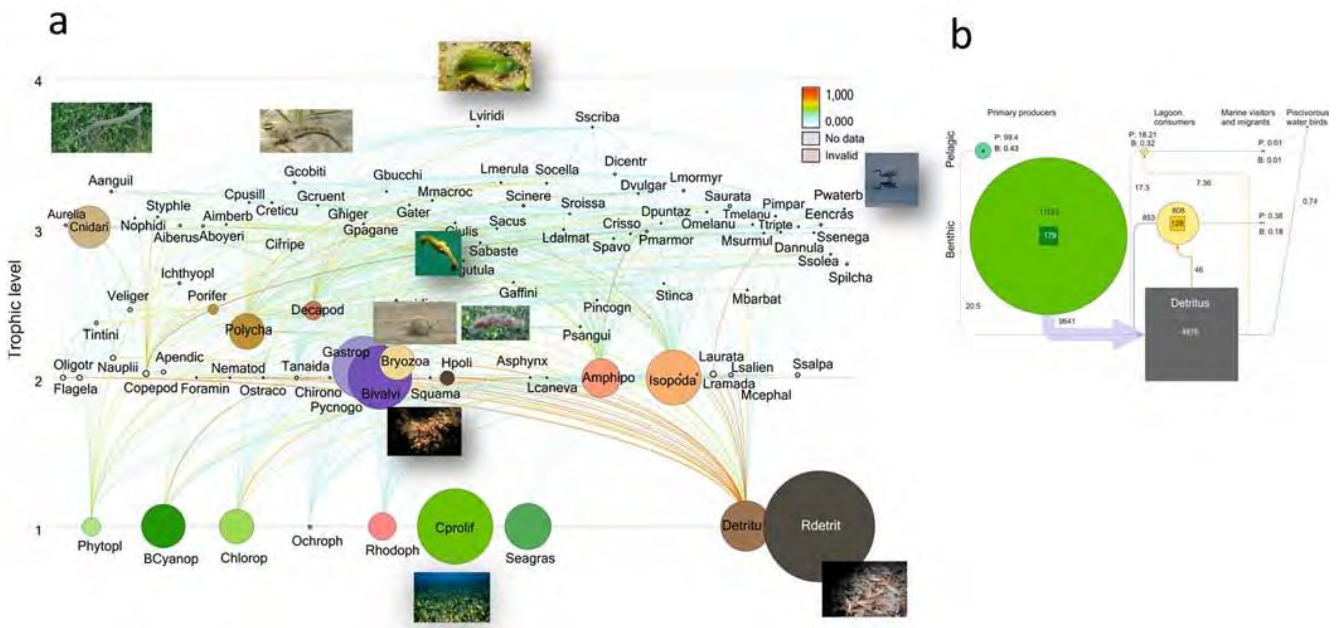 a
b
4
3
2
1
Trophic level
1,000
0,000
No data
Invalid
Lviridi
Sscriba
Aanguil
Gcobiti
Gbucchi
Lmerula
Socella
Dicentr
Lmormyr
Pwaterb
Cpusill
Gcruent
Mmacroc
Scinere
Dvulgar
Saurata
Pimpar
Aurelia
Cnidari
Styphle
Creticu
Gater
Sroissa
Tmelanu
Eencras
Nophidi
Aimberb
Ghiger
Sacus
Crisso
Dpuntaz
Omelanu
Ttripte
Aiberus
Aboyeri
Gpagane
Ldalmat
Pmarmor
Ssenega
Cifripe
Sabaste
Spavo
Msurmul
Dannula
Ssolea
Spilcha
Ichthyopl
Veliger
Porifer
Decapod
Gaffini
Stinca
Mbarbat
Tintini
Polycha
Pincogn
Psangui
Oligotr
Nauplii
Apendic
Nematod
Tanaida
Gastrop
Bryozoa
Hpoli
Asphynx
Amphipo
Isopoda
Laurata
Lsalien
Ssalpa
Flagela
Copepod
Foramin
Ostraco
Chirono
Pycnogo
Bivalvi
Squama
Lcaneva
Lramada
Mcephal
Phytopl
BCyanop
Chlorop
Ochroph
Rhodoph
Cprolif
Seagras
Detritu
Rdetrit
Primary producers
Lagoon
consumers
Marine visitors
and migrants
Piscivorous
water birds
Pelagic
Benthic
P: 99.4
B: 0.43
P: 18.21
B: 0.32
P: 0.01
B: 0.01
17.3
7.36
179
853
808
128
P: 0.38
B: 0.18
0.74
46
20.5
9641
Detritus
4876